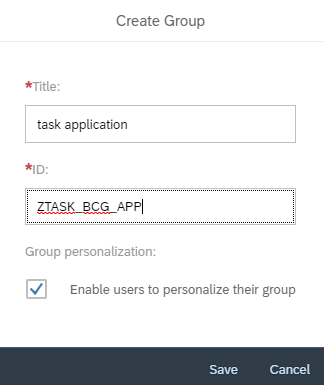 Create Group
*Title:
task application
*ID:
ZTASK_BCG_APP
Group personalization:
Enable users to personalize their group
Save Cancel